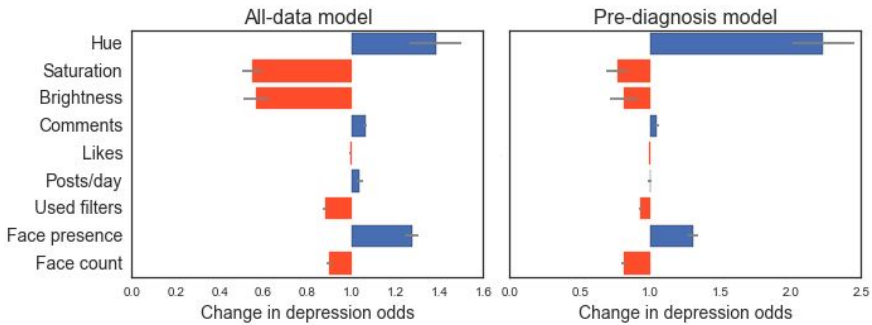 All-data model
Pre-diagnosis model
Hue
Saturation
Brightness
Comments
Likes
Posts/day
Used filters
Face presence
Face count
0.0 0.2 0.4 0.6 0.8 1.0 1.2 1.4 1.6
0.0 0.5 1.0 1.5 2.0 2.5
Change in depression odds
Change in depression odds